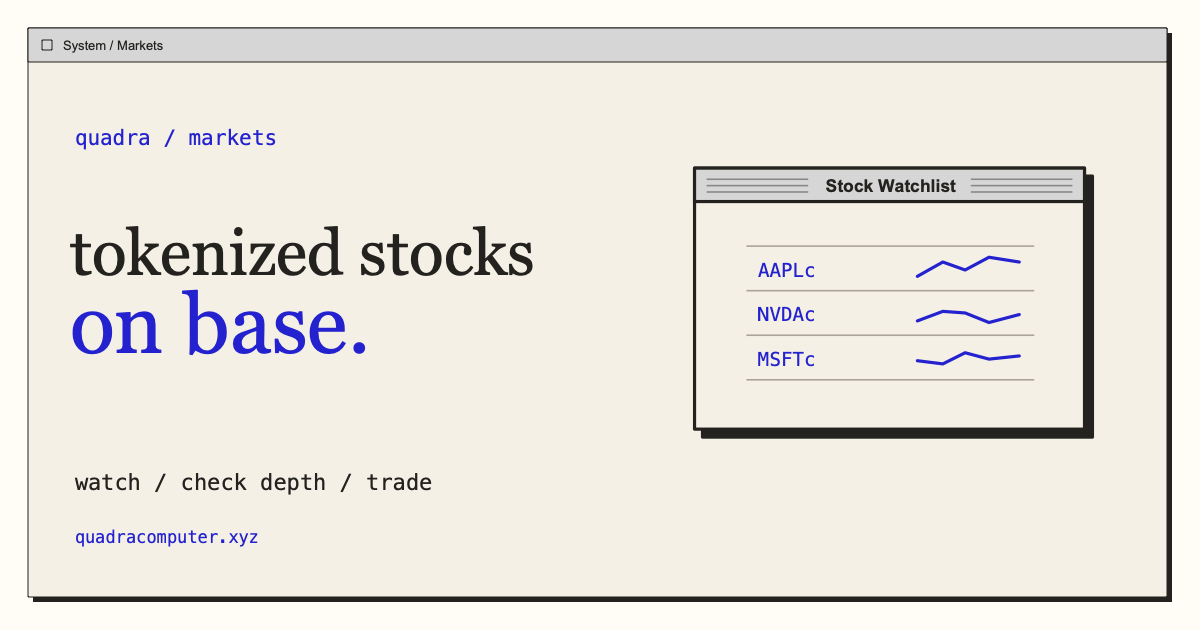 System / Markets
quadra / markets
tokenized stocks
on base.
Stock Watchlist
AAPLc
NVDAc
MSFTc
watch / check depth / trade
quadracomputer.xyz